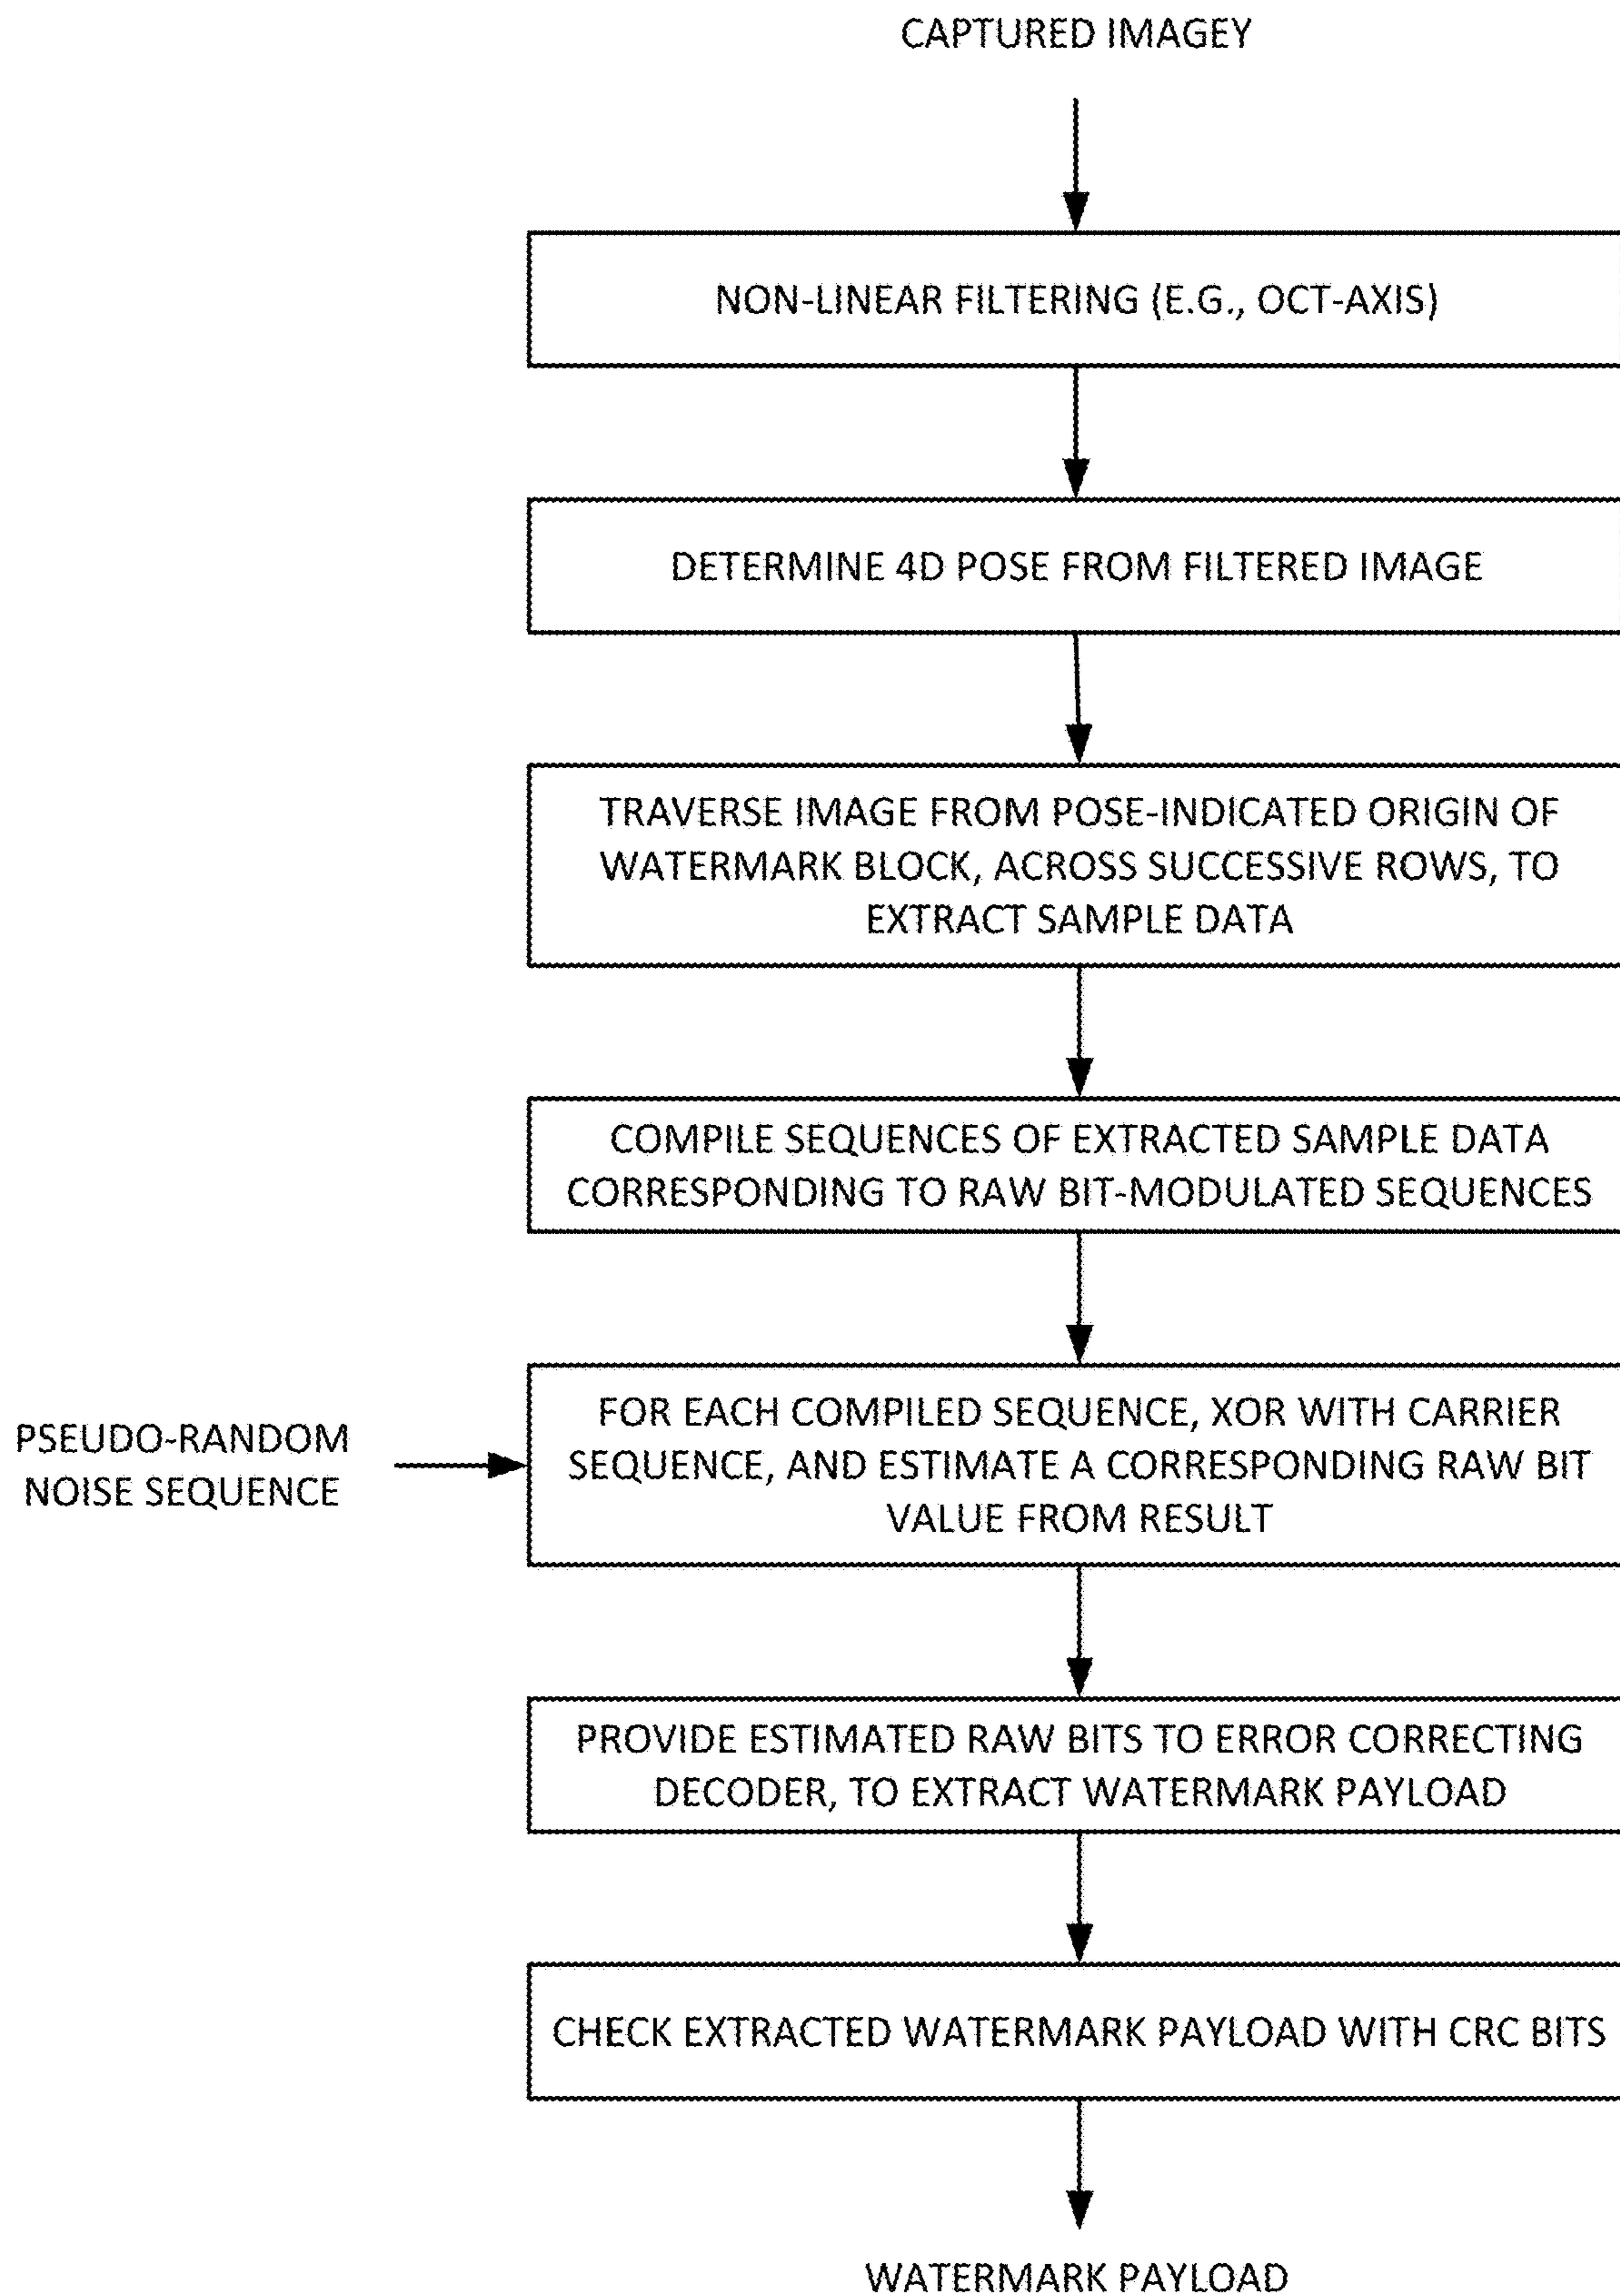 CAPTURED IMAGEY
NON-LINEAR FILTERING (E.G., OCT-AXIS)
DETERMINE 4D POSE FROM FILTERED IMAGE
TRAVERSE IMAGE FROM POSE-INDICATED ORIGIN OF
WATERMARK BLOCK, ACROSS SUCCESSIVE ROWS, TO
EXTRACT SAMPLE DATA
COMPILE SEQUENCES OF EXTRACTED SAMPLE DATA
CORRESPONDING TO RAW BIT-MODULATED SEQUENCES
PSEUDO-RANDOM
NOISE SEQUENCE
FOR EACH COMPILED SEQUENCE, XOR WITH CARRIER
SEQUENCE, AND ESTIMATE A CORRESPONDING RAW BIT
VALUE FROM RESULT
PROVIDE ESTIMATED RAW BITS TO ERROR CORRECTING
DECODER, TO EXTRACT WATERMARK PAYLOAD
CHECK EXTRACTED WATERMARK PAYLOAD WITH CRC BITS
WATERMARK PAYLOAD